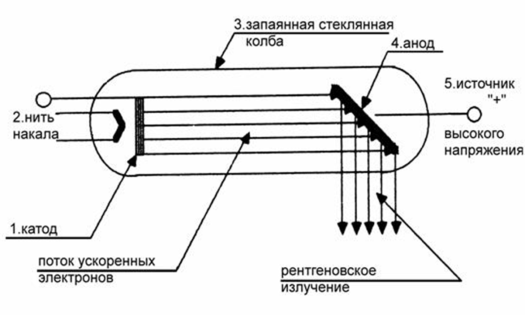 3.запаянная стеклянная
колба
4.анод
5.источник
"+"
высокого
напряжения
2.нить
накала
1.катод
поток ускоренных
электронов
рентгеновское
излучение